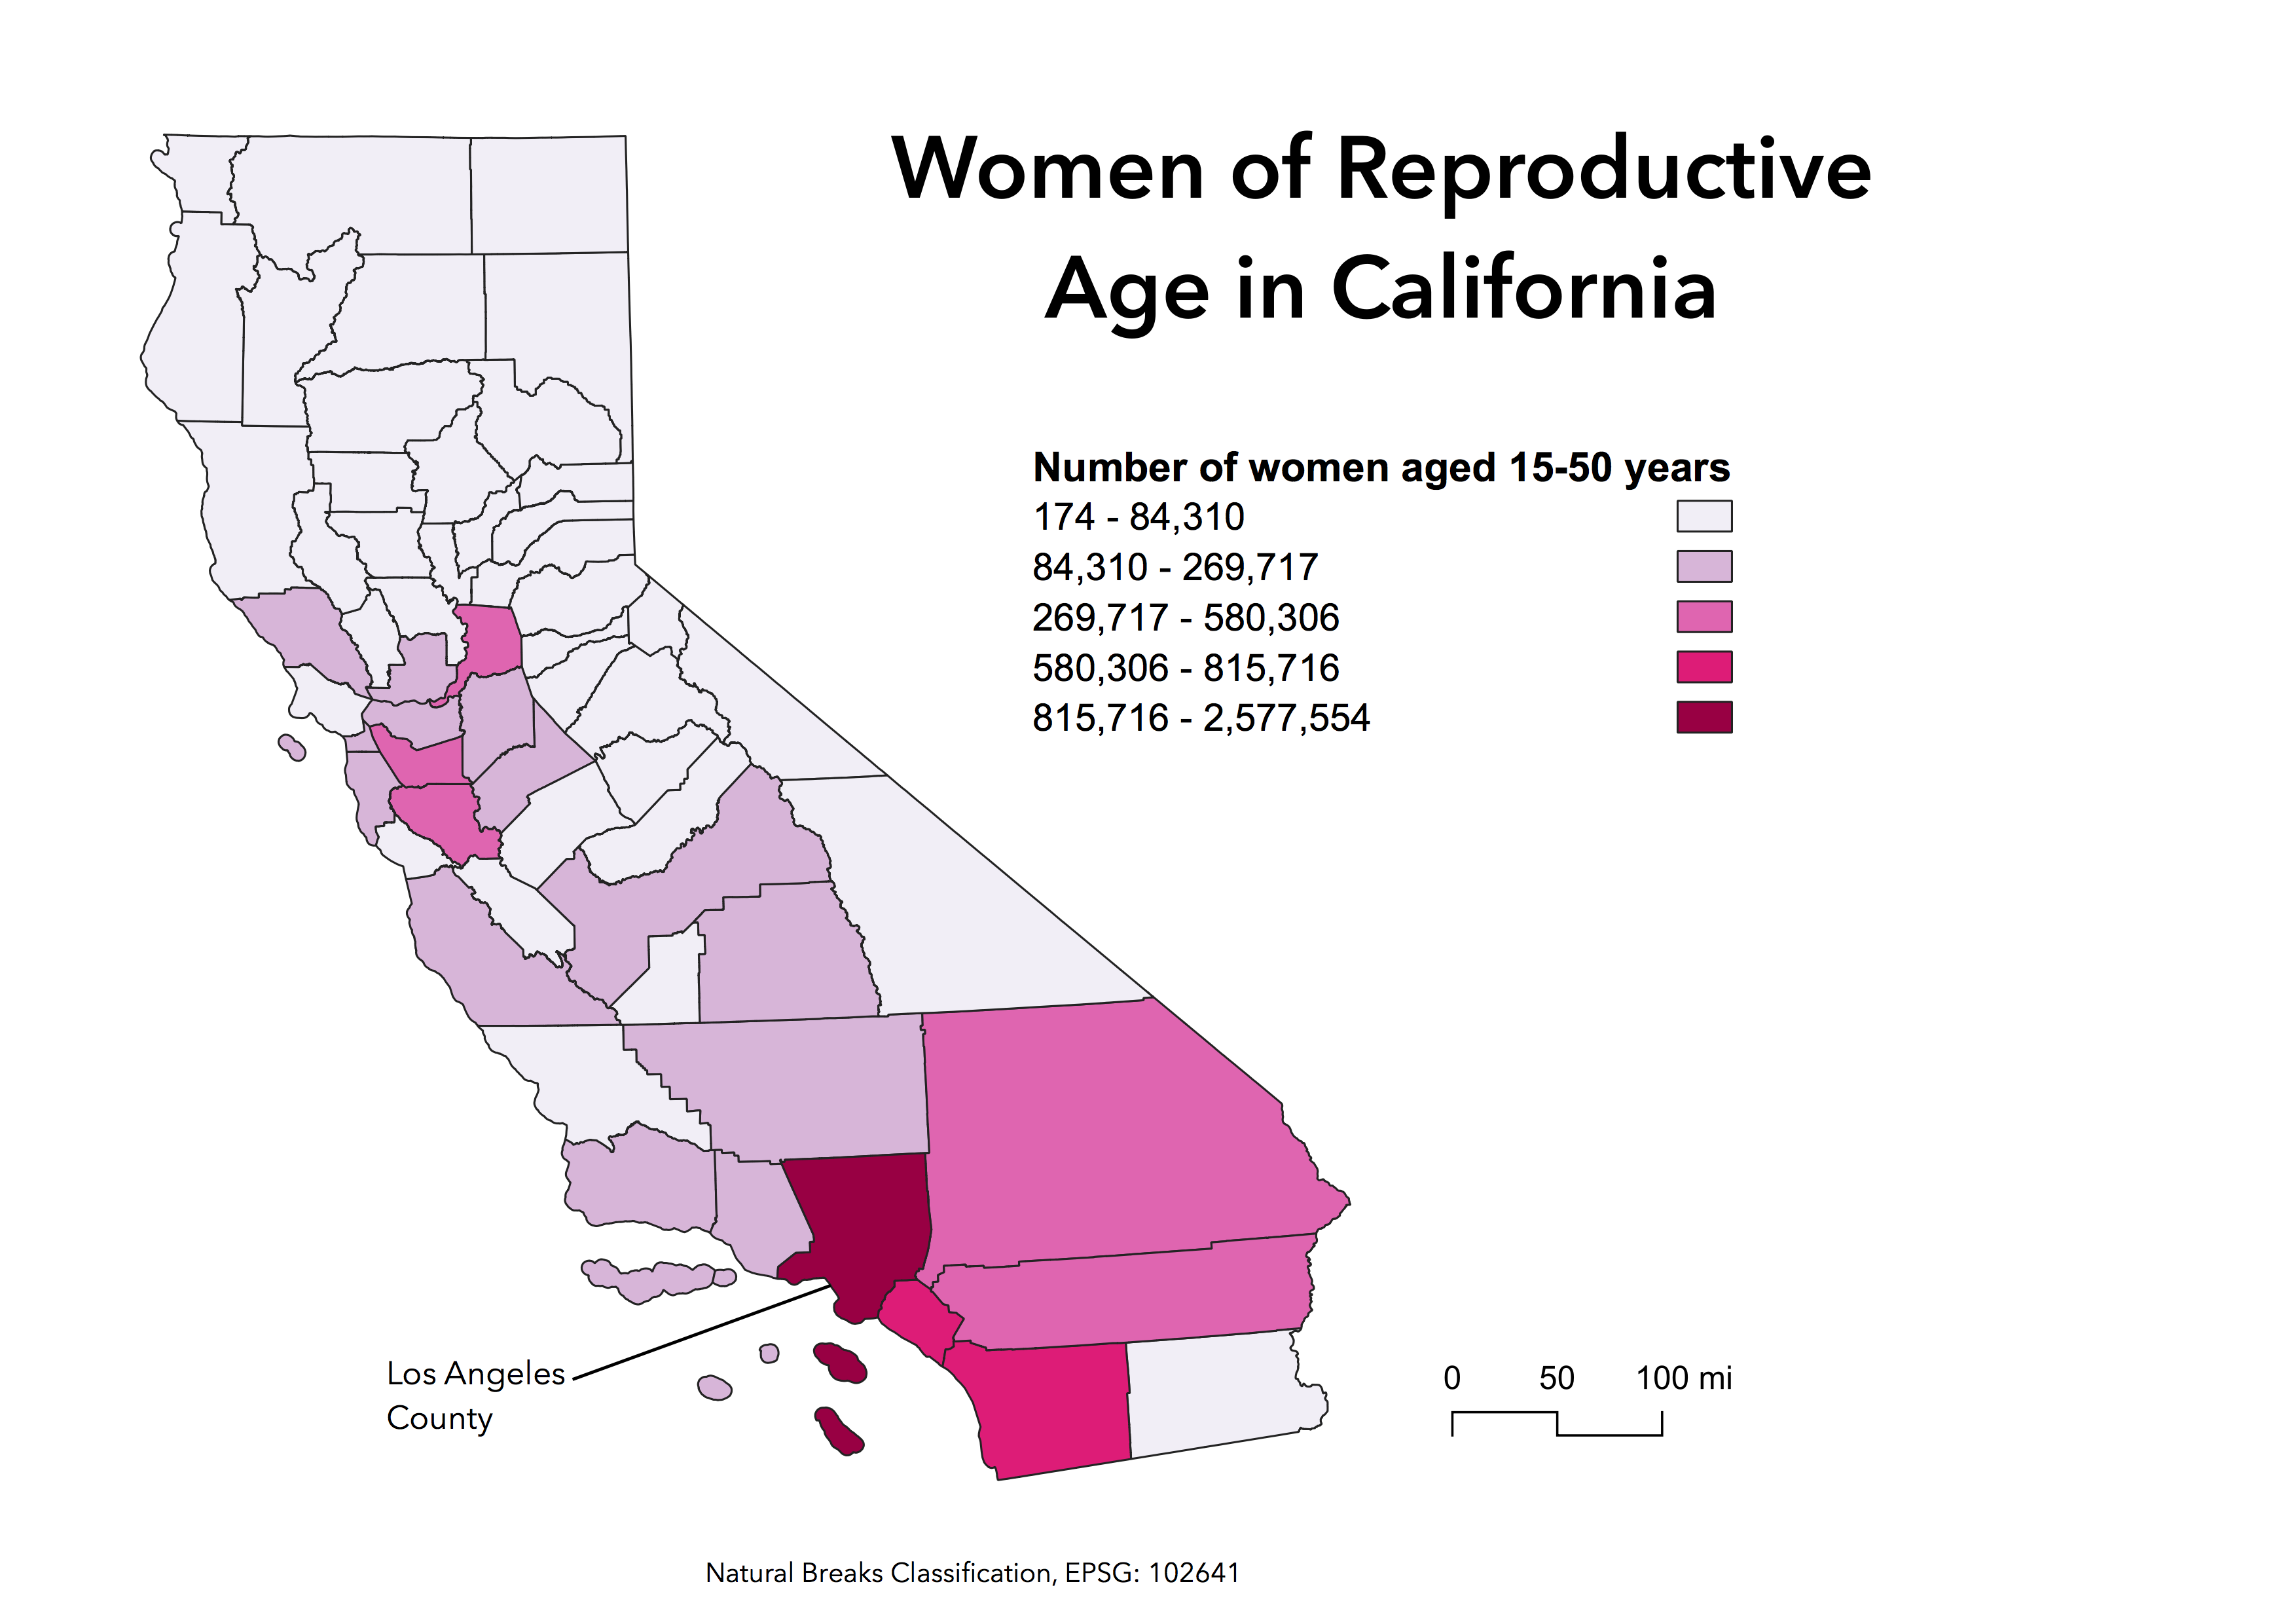 Women of Reproductive
Age in California
Number of women aged 15-50 years
174 - 84,310
84,310 - 269,717
269,717 - 580,306
580,306 - 815,716
815,716 - 2,577,554
Los Angeles
County
0 50 100 mi
Natural Breaks Classification, EPSG: 102641